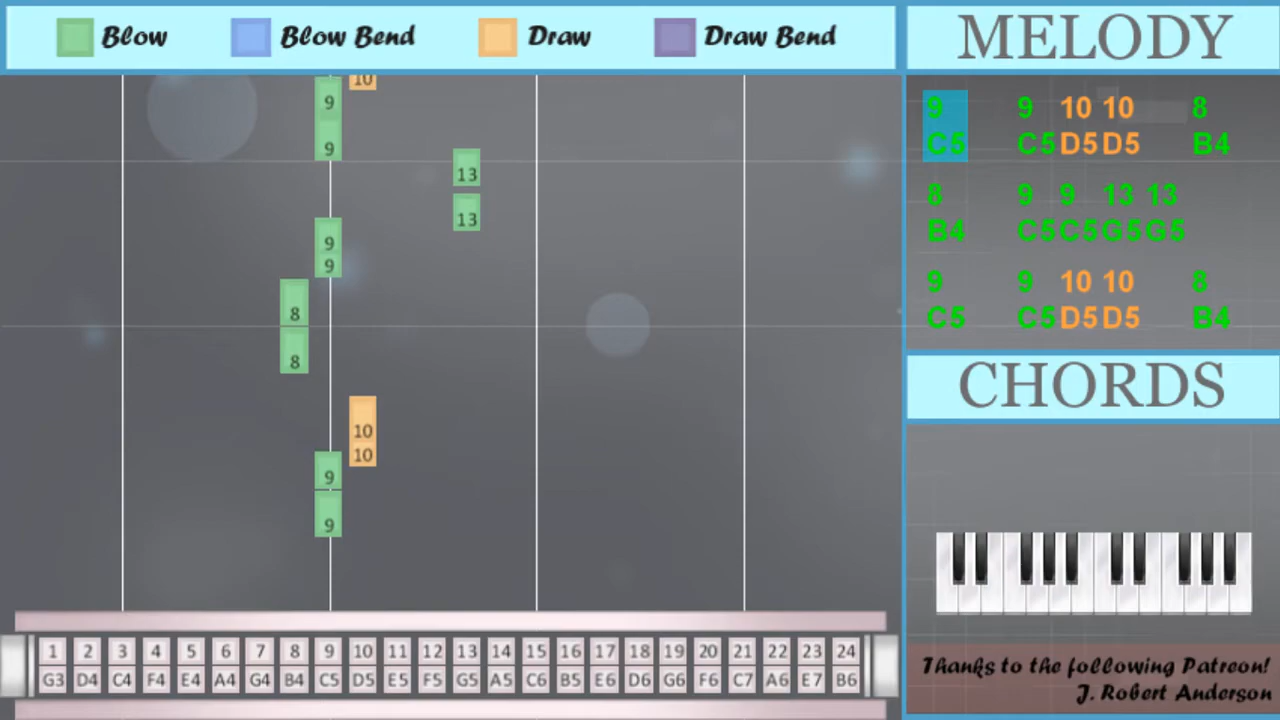 Blow Blow Bend Draw Draw Bend
MELODY
10
9
9
13
13
9
9
8
8
10
10
9
9
9 9 10 10 8
C5 C5 D5 D5 B4
8 9 9 13 13
B4 C5 C5 G5 G5
9 9 10 10 8
C5 C5 D5 D5 B4
CHORDS
1 2 3 4 5 6 7 8 9 10 11 12 13 14 15 16 17 18 19 20 21 22 23 24
G3 D4 C4 F4 E4 A4 G4 B4 C5 D5 E5 F5 G5 A5 C6 B5 E6 D6 G6 F6 C7 A6 E7 B6
Thanks to the following Patreon!
J. Robert Anderson